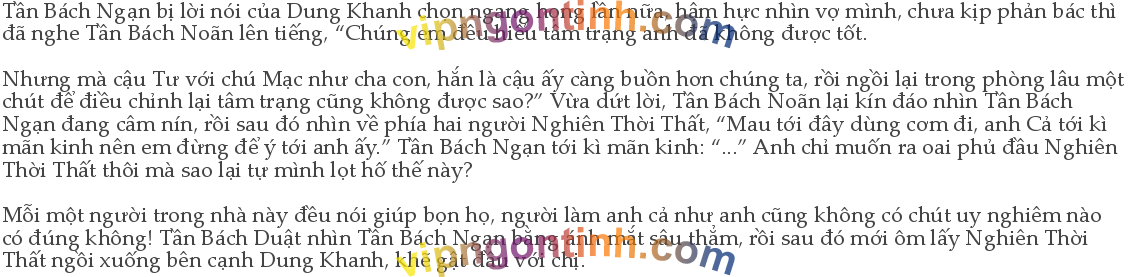 Tần Bách Ngạn bị lời nói của Dung Khanh chọn ngang họng lần nữa, hậm hực nhìn vợ mình, chưa kịp phản bác thì
đã nghe Tần Bách Noãn lên tiếng, “Chúng em đều hiểu tâm trạng anh đã không được tốt.
Nhưng mà cậu Tư với chú Mạc như cha con, hắn là cậu ấy càng buồn hơn chúng ta, rồi ngồi lại trong phòng lâu một
chút để điều chỉnh lại tâm trạng cũng không được sao?” Vừa dứt lời, Tần Bách Noãn lại kín đáo nhìn Tần Bách
Ngạn đang câm nín, rồi sau đó nhìn về phía hai người Nghiên Thời Thất, “Mau tới đây dùng cơm đi, anh Cả tới kì
mãn kinh nên em đừng để ý tới anh ấy.” Tần Bách Ngạn tới kì mãn kinh: “...” Anh chỉ muốn ra oai phủ đầu Nghiên
Thời Thất thôi mà sao lại tự mình lọt hố thế này?
Mỗi một người trong nhà này đều nói giúp bọn họ, người làm anh cả như anh cũng không có chút uy nghiêm nào
có đúng không! Tần Bách Duật nhìn Tần Bách Ngạn bằng ánh mắt sâu thẳm, rồi sau đó mới ôm lấy Nghiên Thời
Thất ngồi xuống bên cạnh Dung Khanh, khẽ gật đầu với chị.
vipngontinh.com
vipngontinh.com